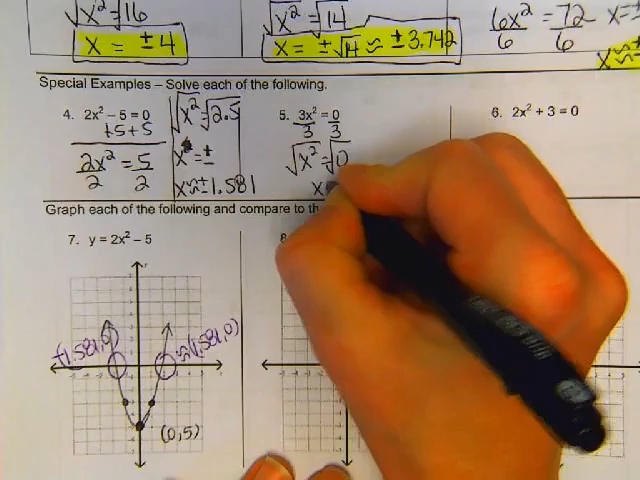 √x² = √16
x = ± 4
√x² = √14
x = ± √14 ≈ ± 3.742
6x² = 72
6 6
Special Examples – Solve each of the following.
4. 2x² – 5 = 0
+5 +5
2x² = 5
2 2
√x² = √2.5
x = ±
x ≈ ± 1.581
5. 3x² = 0
3 3
√x² = √0
x
6. 2x² + 3 = 0
Graph each of the following and compare to the
7. y = 2x² – 5
(1.581,0)
≈(1.581,0)
(0,5)
8